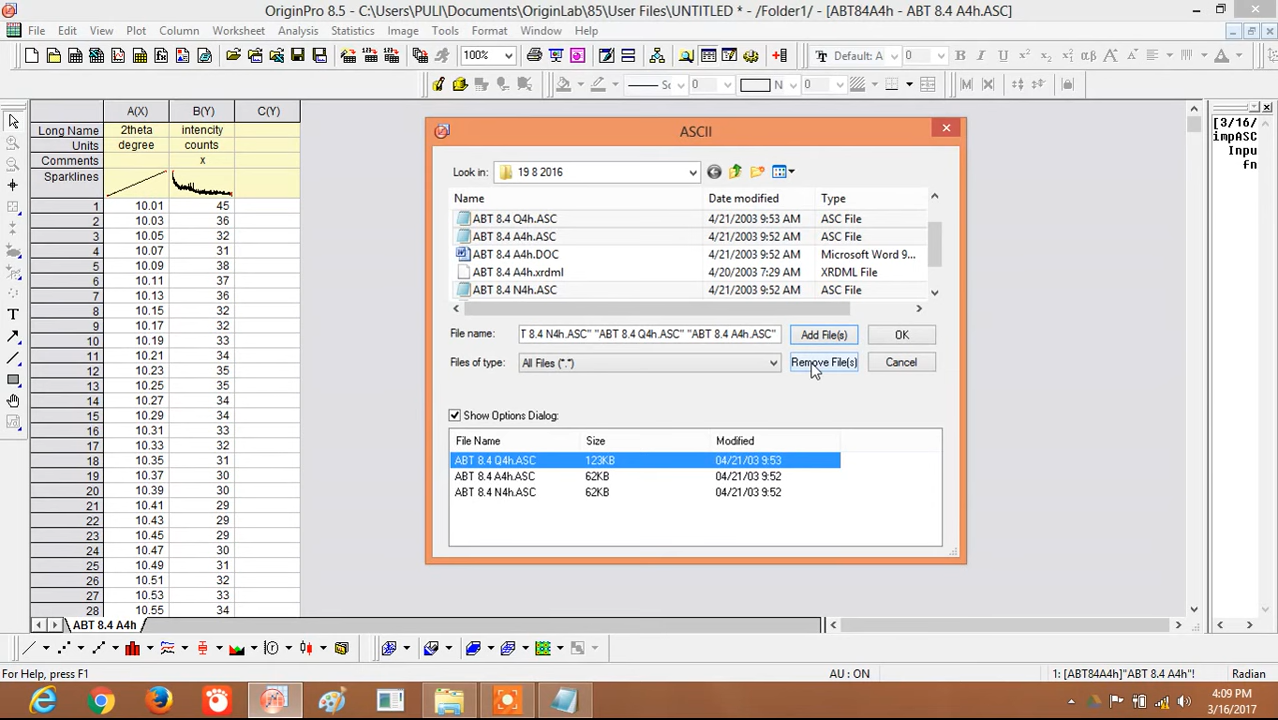 OriginPro 8.5 - C:\Users\PULI\Documents\OriginLab\85\User Files\UNTITLED * - /Folder1/ - [ABT84A4h - ABT 8.4 A4h.ASC]
File Edit View Plot Column Worksheet Analysis Statistics Image Tools Format Window Help
100% Default: A 0 B I U
0 N 0
A(X) B(Y) C(Y)
Long Name 2theta intencity
Units degree counts
Comments x
Sparklines
1 10.01 45
2 10.03 36
3 10.05 32
4 10.07 31
5 10.09 38
6 10.11 37
7 10.13 36
8 10.15 32
9 10.17 32
10 10.19 33
11 10.21 34
12 10.23 35
13 10.25 35
14 10.27 34
15 10.29 34
16 10.31 33
17 10.33 32
18 10.35 31
19 10.37 30
20 10.39 30
21 10.41 29
22 10.43 29
23 10.45 29
24 10.47 30
25 10.49 31
26 10.51 32
27 10.53 33
28 10.55 34
ABT 8.4 A4h
ASCII
Look in: 19 8 2016
Name Date modified Type
ABT 8.4 Q4h.ASC 4/21/2003 9:53 AM ASC File
ABT 8.4 A4h.ASC 4/21/2003 9:52 AM ASC File
ABT 8.4 A4h.DOC 4/21/2003 9:52 AM Microsoft Word 9...
ABT 8.4 A4h.xrdml 4/20/2003 7:29 AM XRDML File
ABT 8.4 N4h.ASC 4/21/2003 9:52 AM ASC File
File name: T 8.4 N4h.ASC" "ABT 8.4 Q4h.ASC" "ABT 8.4 A4h.ASC" Add File(s) OK
Files of type: All Files (*.*) Remove File(s) Cancel
Show Options Dialog:
File Name Size Modified
ABT 8.4 Q4h.ASC 123KB 04/21/03 9:53
ABT 8.4 A4h.ASC 62KB 04/21/03 9:52
ABT 8.4 N4h.ASC 62KB 04/21/03 9:52
[3/16/
impASC
Inpu
fn
For Help, press F1 AU : ON 1: [ABT84A4h]"ABT 8.4 A4h"! Radian
4:09 PM
3/16/2017